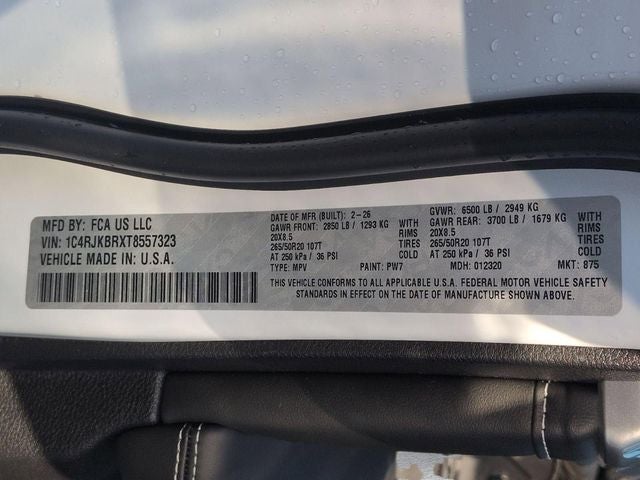 MFD BY: FCA US LLC
VIN: 1C4RJKBRXT8557323
VEHICLE MADE IN: U.S.A.
DATE OF MFR (BUILT): 2-26
GAWR FRONT: 2850 LB / 1293 KG
WITH
20X8.5 RIMS
265/50R20 107T TIRES
AT 250 kPa / 36 PSI COLD
TYPE: MPV PAINT: PW7
GVWR: 6500 LB / 2949 KG
GAWR REAR: 3700 LB / 1679 KG
WITH
20X8.5 RIMS
265/50R20 107T TIRES
AT 250 kPa / 36 PSI COLD
MDH: 012320 MKT: 875
THIS VEHICLE CONFORMS TO ALL APPLICABLE U.S.A. FEDERAL MOTOR VEHICLE SAFETY
STANDARDS IN EFFECT ON THE DATE OF MANUFACTURE SHOWN ABOVE.